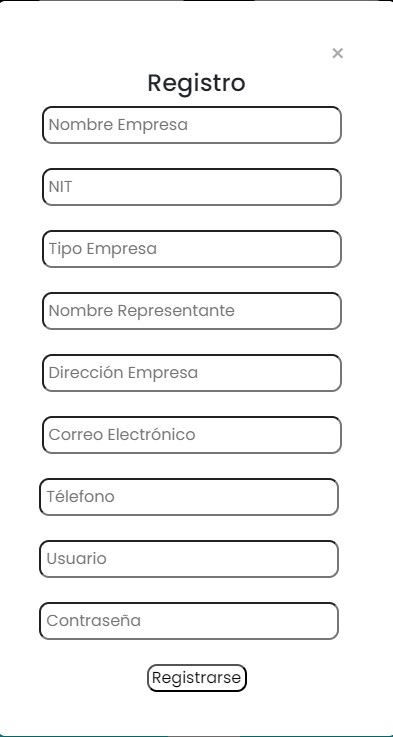 ×
Registro
Nombre Empresa
NIT
Tipo Empresa
Nombre Representante
Dirección Empresa
Correo Electrónico
Télefono
Usuario
Contraseña
Registrarse